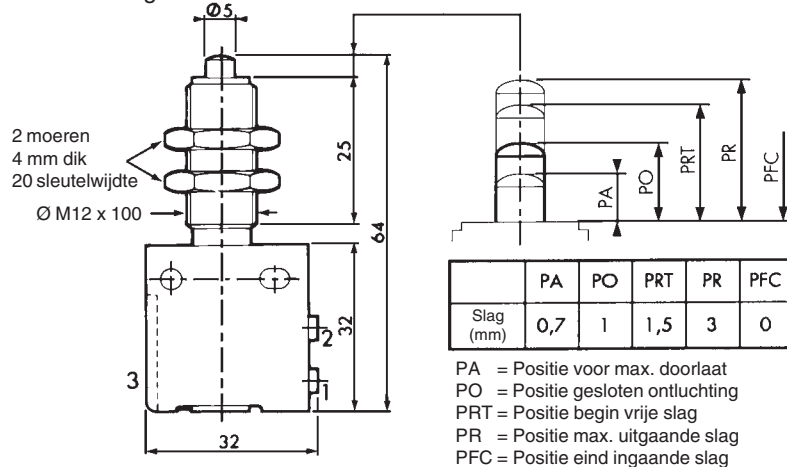 Ø5
2 moeren
4 mm dik
20 sleutelwijdte
Ø M12 x 100
25
64
32
2
1
3
32
PA
PO
PRT
PR
PFC
PA PO PRT PR PFC
Slag
(mm) 0,7 1 1,5 3 0
PA = Positie voor max. doorlaat
PO = Positie gesloten ontluchting
PRT = Positie begin vrije slag
PR = Positie max. uitgaande slag
PFC = Positie eind ingaande slag